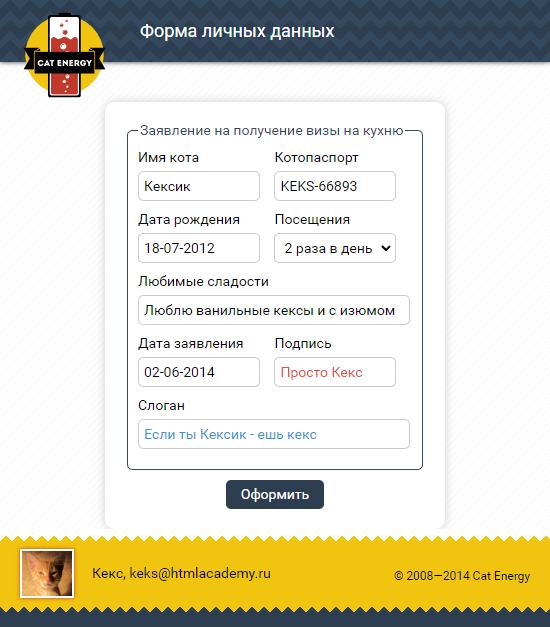 CAT ENERGY
Форма личных данных
Заявление на получение визы на кухню
Имя кота Котопаспорт
Кексик KEKS-66893
Дата рождения Посещения
18-07-2012 2 раза в день
Любимые сладости
Люблю ванильные кексы и с изюмом
Дата заявления Подпись
02-06-2014 Просто Кекс
Слоган
Если ты Кексик - ешь кекс
Оформить
Кекс, keks@htmlacademy.ru © 2008—2014 Cat Energy